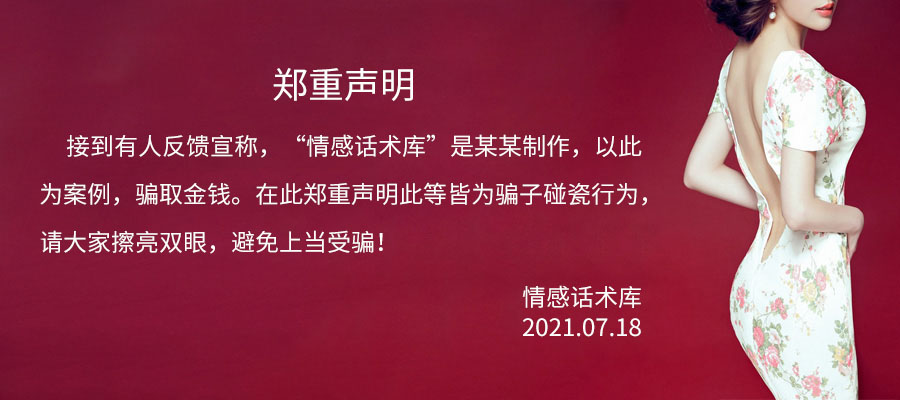 郑重声明
接到有人反馈宣称，“情感话术库”是某某制作，以此
为案例，骗取金钱。在此郑重声明此等皆为骗子碰瓷行为，
请大家擦亮双眼，避免上当受骗！
情感话术库
2021.07.18